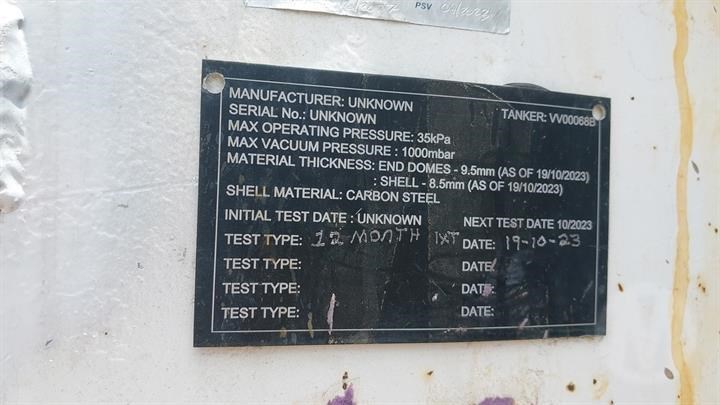 PSV
MANUFACTURER: UNKNOWN
SERIAL No.: UNKNOWN TANKER: VV00068B
MAX OPERATING PRESSURE: 35kPa
MAX VACUUM PRESSURE : 1000mbar
MATERIAL THICKNESS: END DOMES - 9.5mm (AS OF 19/10/2023)
: SHELL - 8.5mm (AS OF 19/10/2023)
SHELL MATERIAL: CARBON STEEL
INITIAL TEST DATE : UNKNOWN NEXT TEST DATE 10/2023
TEST TYPE: 12 MONTH IXT DATE: 19-10-23
TEST TYPE: DATE:
TEST TYPE: DATE:
TEST TYPE: DATE: